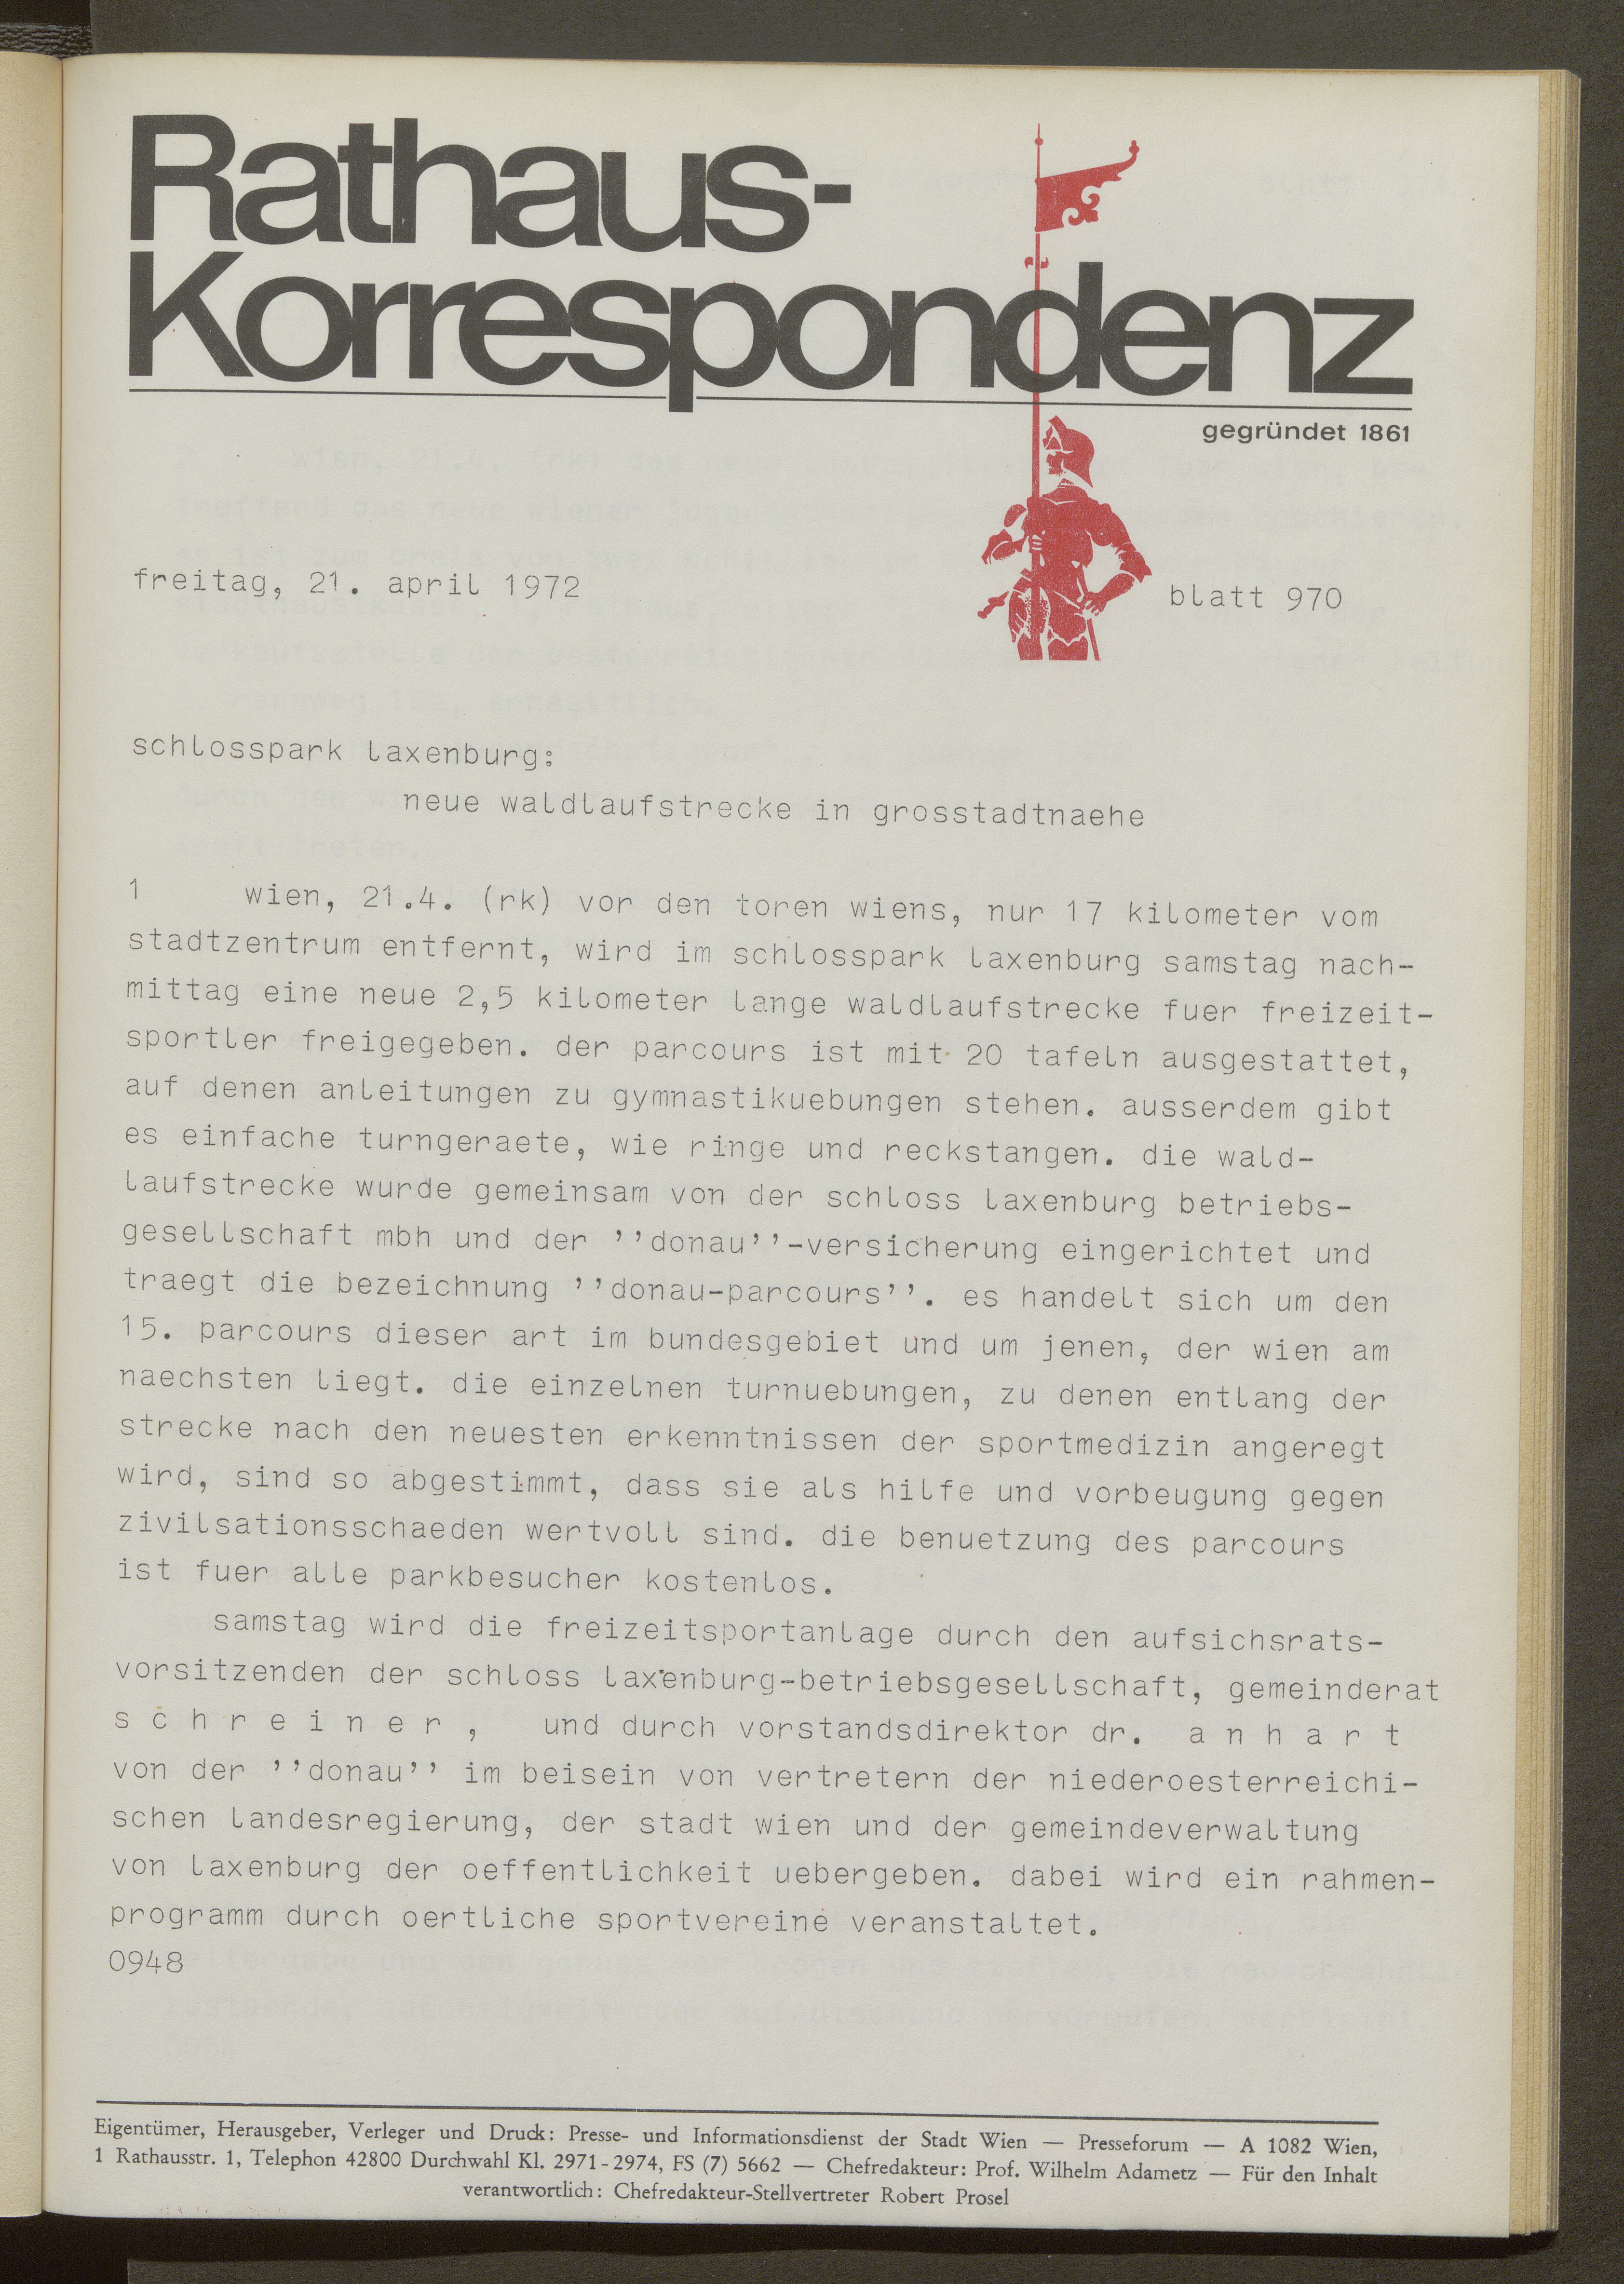 Rathaus-
Korrespondenz
gegründet 1861
freitag, 21. april 1972
blatt 970
schlosspark laxenburg:
neue waldlaufstrecke in grosstadtnaehe
1 wien, 21.4. (rk) vor den toren wiens, nur 17 kilometer vom
stadtzentrum entfernt, wird im schlosspark laxenburg samstag nach-
mittag eine neue 2,5 kilometer lange waldlaufstrecke fuer freizeit-
sportler freigegeben. der parcours ist mit 20 tafeln ausgestattet,
auf denen anleitungen zu gymnastikuebungen stehen. ausserdem gibt
es einfache turngeraete, wie ringe und reckstangen. die wald-
laufstrecke wurde gemeinsam von der schloss laxenburg betriebs-
gesellschaft mbh und der ''donau''-versicherung eingerichtet und
traegt die bezeichnung ''donau-parcours''. es handelt sich um den
15. parcours dieser art im bundesgebiet und um jenen, der wien am
naechsten liegt. die einzelnen turnuebungen, zu denen entlang der
strecke nach den neuesten erkenntnissen der sportmedizin angeregt
wird, sind so abgestimmt, dass sie als hilfe und vorbeugung gegen
zivilsationsschaeden wertvoll sind. die benuetzung des parcours
ist fuer alle parkbesucher kostenlos.
samstag wird die freizeitsportanlage durch den aufsichsrats-
vorsitzenden der schloss laxenburg-betriebsgesellschaft, gemeinderat
s c h r e i n e r , und durch vorstandsdirektor dr. a n h a r t
von der ''donau'' im beisein von vertretern der niederoesterreichi-
schen landesregierung, der stadt wien und der gemeindeverwaltung
von laxenburg der oeffentlichkeit uebergeben. dabei wird ein rahmen-
programm durch oertliche sportvereine veranstaltet.
0948
Eigentümer, Herausgeber, Verleger und Druck: Presse- und Informationsdienst der Stadt Wien — Presseforum — A 1082 Wien,
1 Rathausstr. 1, Telephon 42800 Durchwahl Kl. 2971-2974, FS (7) 5662 — Chefredakteur: Prof. Wilhelm Adametz — Für den Inhalt
verantwortlich: Chefredakteur-Stellvertreter Robert Prosel